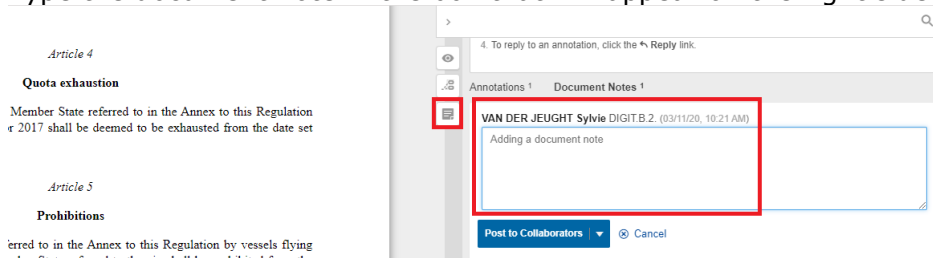 Article 4
Quota exhaustion
Member State referred to in the Annex to this Regulation
r 2017 shall be deemed to be exhausted from the date set
Article 5
Prohibitions
erred to in the Annex to this Regulation by vessels flying
4. To reply to an annotation, click the Reply link.
Annotations 1 Document Notes 1
VAN DER JEUGHT Sylvie DIGIT.B.2. (03/11/20, 10:21 AM)
Adding a document note
Post to Collaborators Cancel